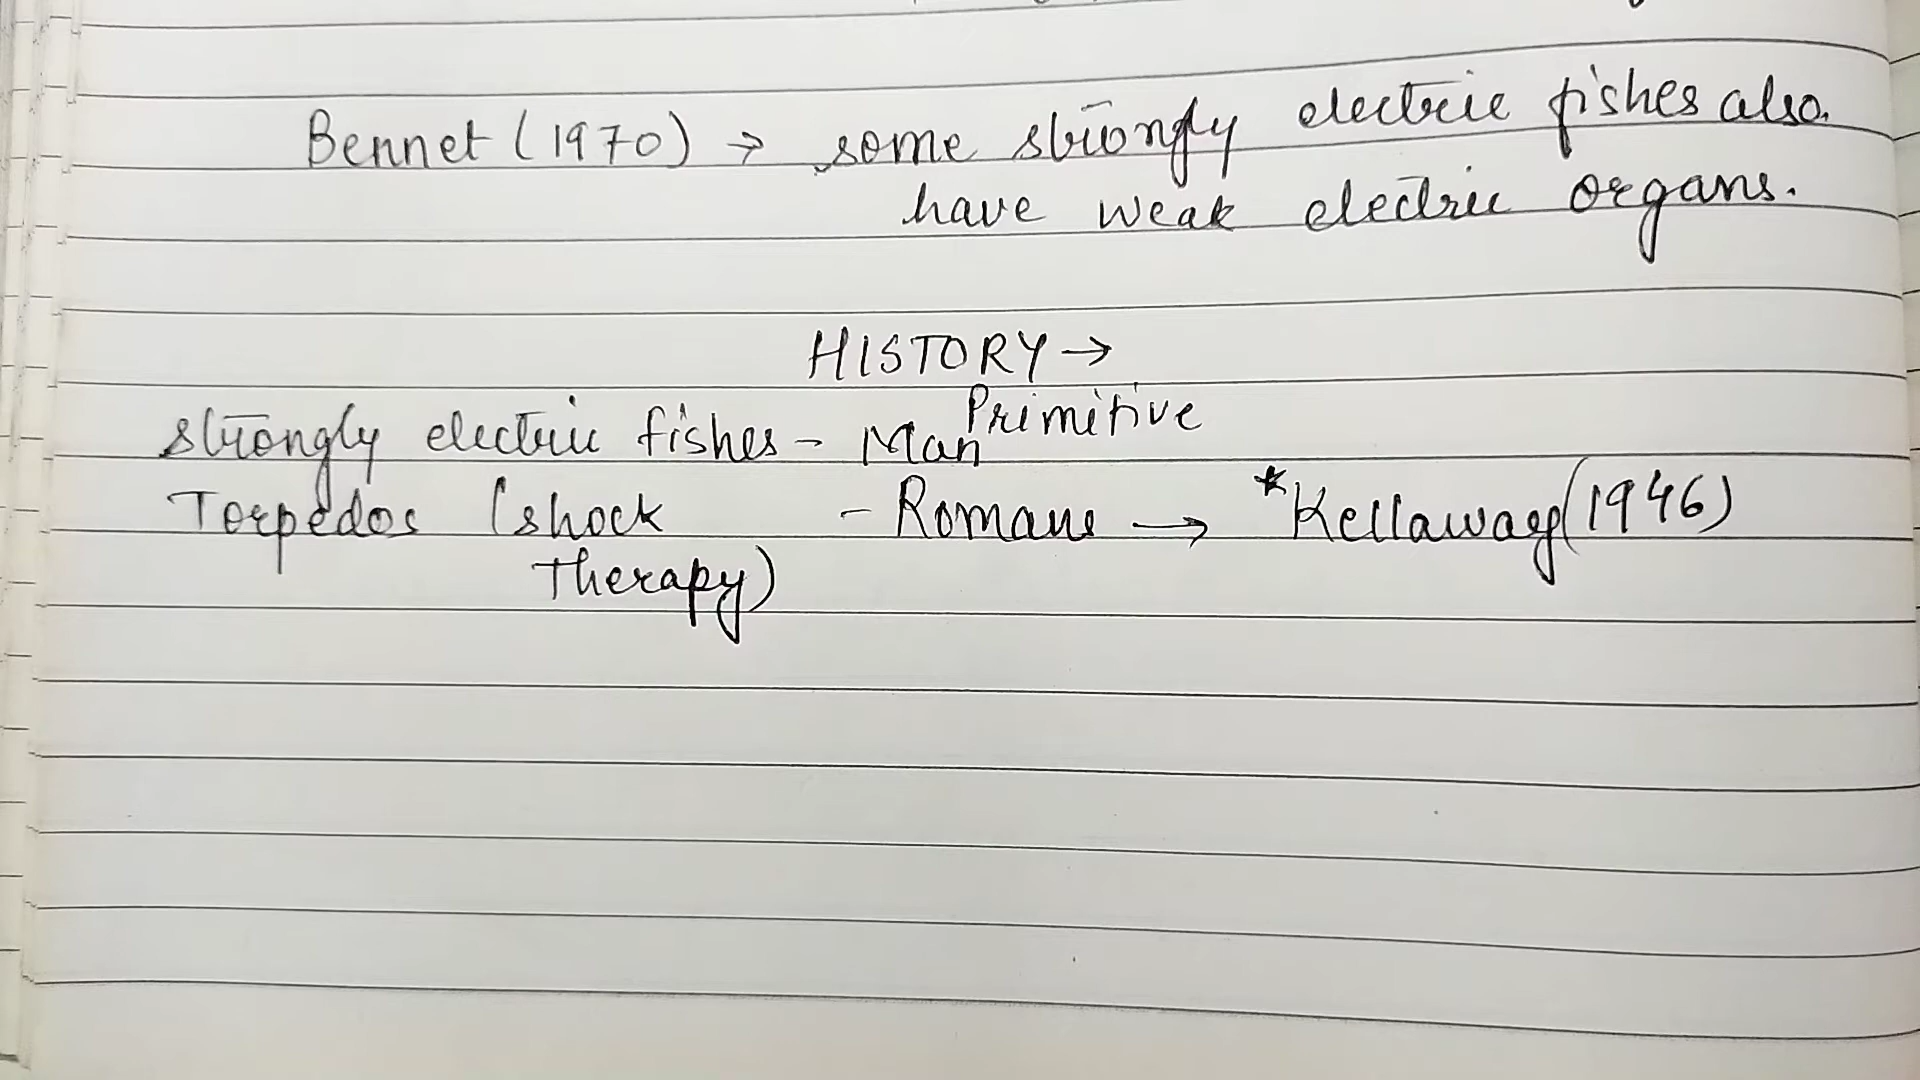 Bennet (1970) → some strongly electric fishes also.
have weak electric organs.
HISTORY →
Primitive
strongly electric fishes - Man
Torpedos (shock - Romans → *Kellaway (1946)
Therapy)